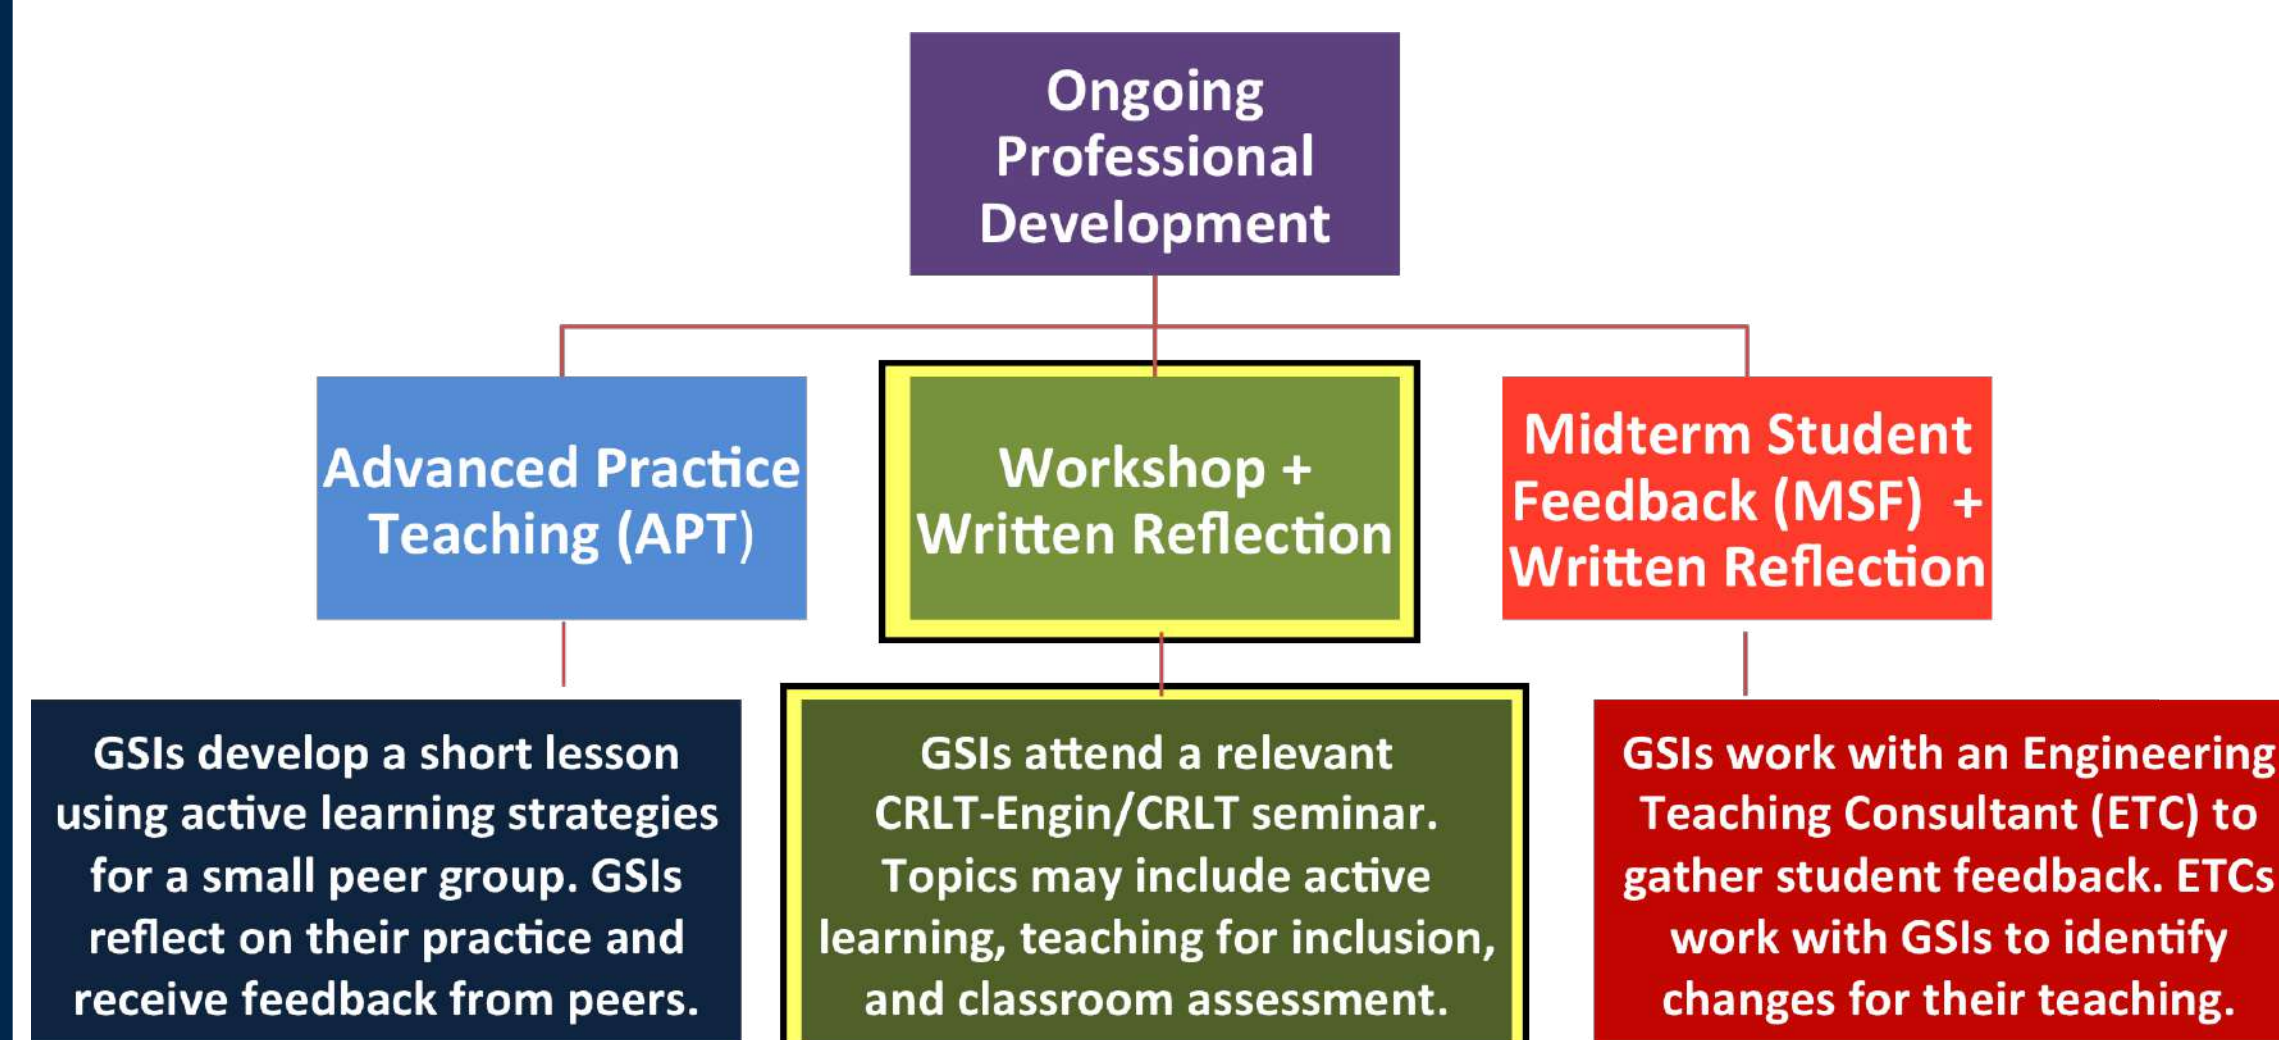 Ongoing
Professional
Development
Advanced Practice
Teaching (APT)
Workshop +
Written Reflection
Midterm Student
Feedback (MSF) +
Written Reflection
GSIs develop a short lesson
using active learning strategies
for a small peer group. GSIs
reflect on their practice and
receive feedback from peers.
GSIs attend a relevant
CRLT-Engin/CRLT seminar.
Topics may include active
learning, teaching for inclusion,
and classroom assessment.
GSIs work with an Engineering
Teaching Consultant (ETC) to
gather student feedback. ETCs
work with GSIs to identify
changes for their teaching.